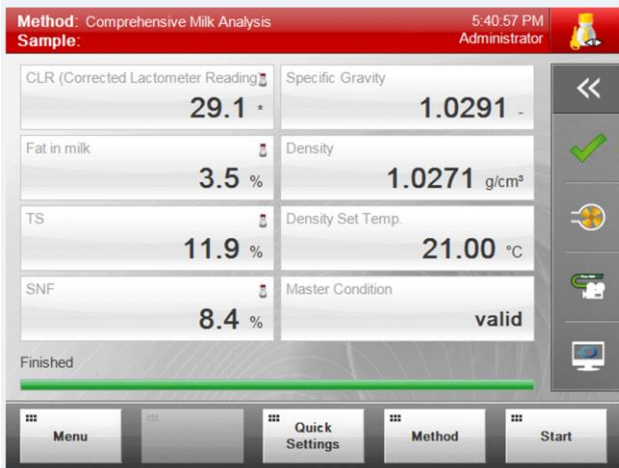 Method: Comprehensive Milk Analysis
5:40:57 PM
Sample:
Administrator
CLR (Corrected Lactometer Reading
29.1 *
Specific Gravity
1.0291 -
Fat in milk
3.5 %
Density
1.0271 g/cm³
TS
11.9 %
Density Set Temp.
21.00 °C
SNF
8.4 %
Master Condition
valid
Finished
Menu
Quick
Settings
Method
Start